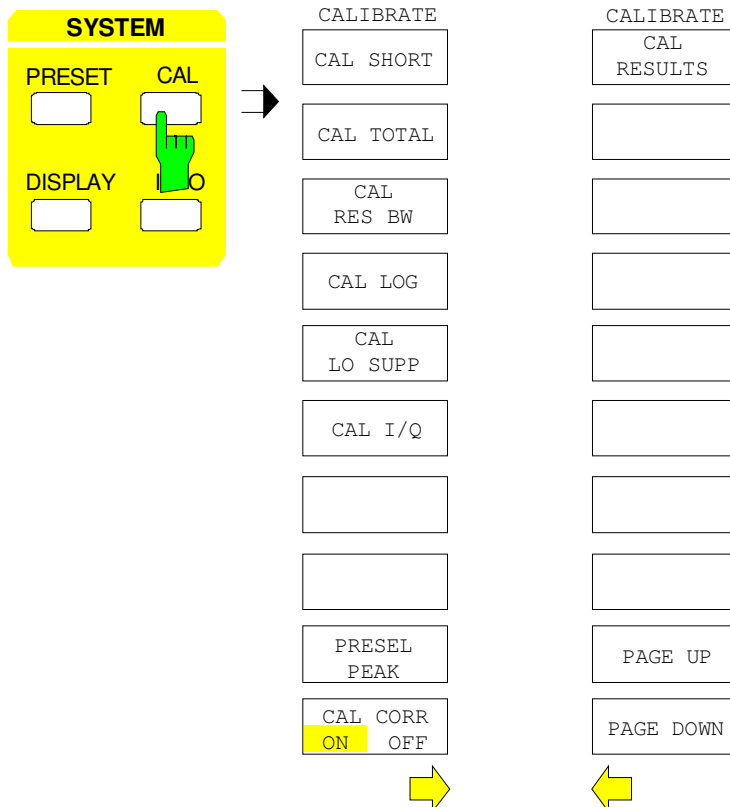 SYSTEM
PRESET
CAL
DISPLAY
CALIBRATE
CAL SHORT
CAL TOTAL
CAL
RES BW
CAL LOG
CAL
LO SUPP
CAL I/Q
PRESEL
PEAK
CAL CORR
ON OFF
CALIBRATE
CAL
RESULTS
PAGE UP
PAGE DOWN